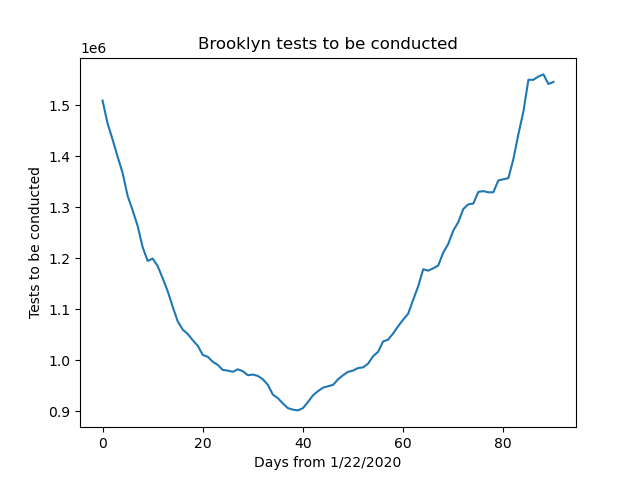 Brooklyn tests to be conducted
1e6
1.5
1.4
1.3
1.2
1.1
1.0
0.9
Tests to be conducted
0 20 40 60 80
Days from 1/22/2020